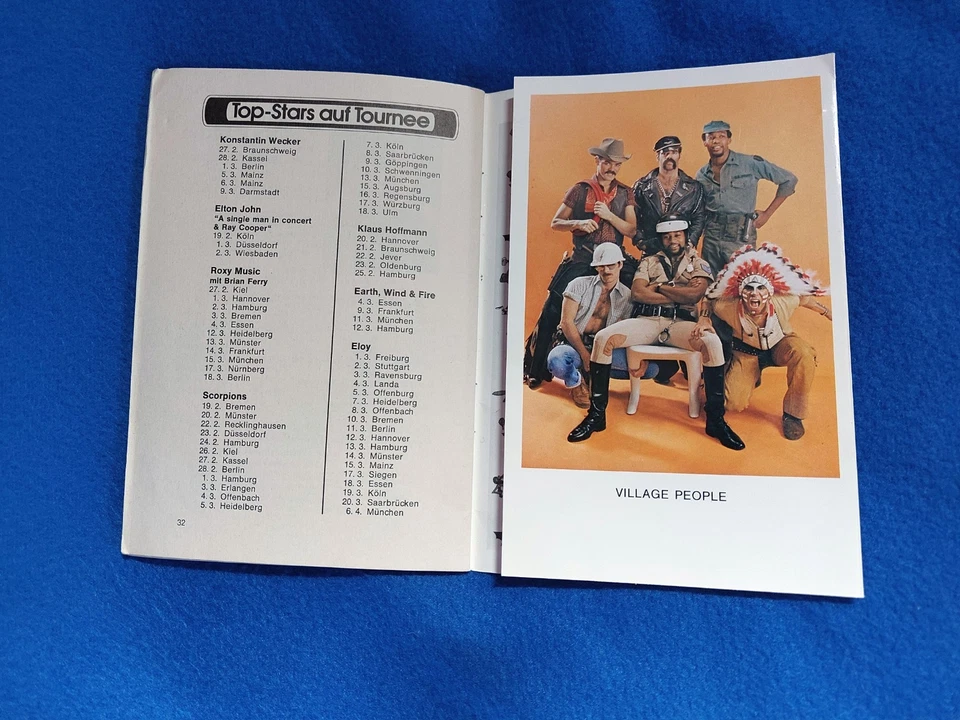 Top-Stars auf Tournee
Konstantin Wecker
27. 2. Braunschweig
28. 2. Kassel
1. 3. Berlin
5. 3. Mainz
6. 3. Mainz
9. 3. Darmstadt
Elton John
"A single man in concert
& Ray Cooper"
19. 2. Köln
1. 3. Düsseldorf
2. 3. Wiesbaden
Roxy Music
mit Brian Ferry
27. 2. Kiel
1. 3. Hannover
2. 3. Hamburg
3. 3. Bremen
4. 3. Essen
12. 3. Heidelberg
13. 3. Münster
14. 3. Frankfurt
15. 3. München
17. 3. Nürnberg
18. 3. Berlin
Scorpions
19. 2. Bremen
20. 2. Münster
22. 2. Recklinghausen
23. 2. Düsseldorf
24. 2. Hamburg
26. 2. Kiel
27. 2. Kassel
28. 2. Berlin
1. 3. Hamburg
3. 3. Erlangen
4. 3. Offenbach
5. 3. Heidelberg
7. 3. Köln
8. 3. Saarbrücken
9. 3. Göppingen
10. 3. Schwenningen
13. 3. München
15. 3. Augsburg
16. 3. Regensburg
17. 3. Würzburg
18. 3. Ulm
Klaus Hoffmann
20. 2. Hannover
21. 2. Braunschweig
22. 2. Jever
23. 2. Oldenburg
25. 2. Hamburg
Earth, Wind & Fire
4. 3. Essen
9. 3. Frankfurt
11. 3. München
12. 3. Hamburg
Eloy
1. 3. Freiburg
2. 3. Stuttgart
3. 3. Ravensburg
4. 3. Landa
5. 3. Offenburg
7. 3. Heidelberg
8. 3. Offenbach
10. 3. Bremen
11. 3. Berlin
12. 3. Hannover
13. 3. Hamburg
14. 3. Münster
15. 3. Mainz
17. 3. Siegen
18. 3. Essen
19. 3. Köln
20. 3. Saarbrücken
6. 4. München
32
VILLAGE PEOPLE